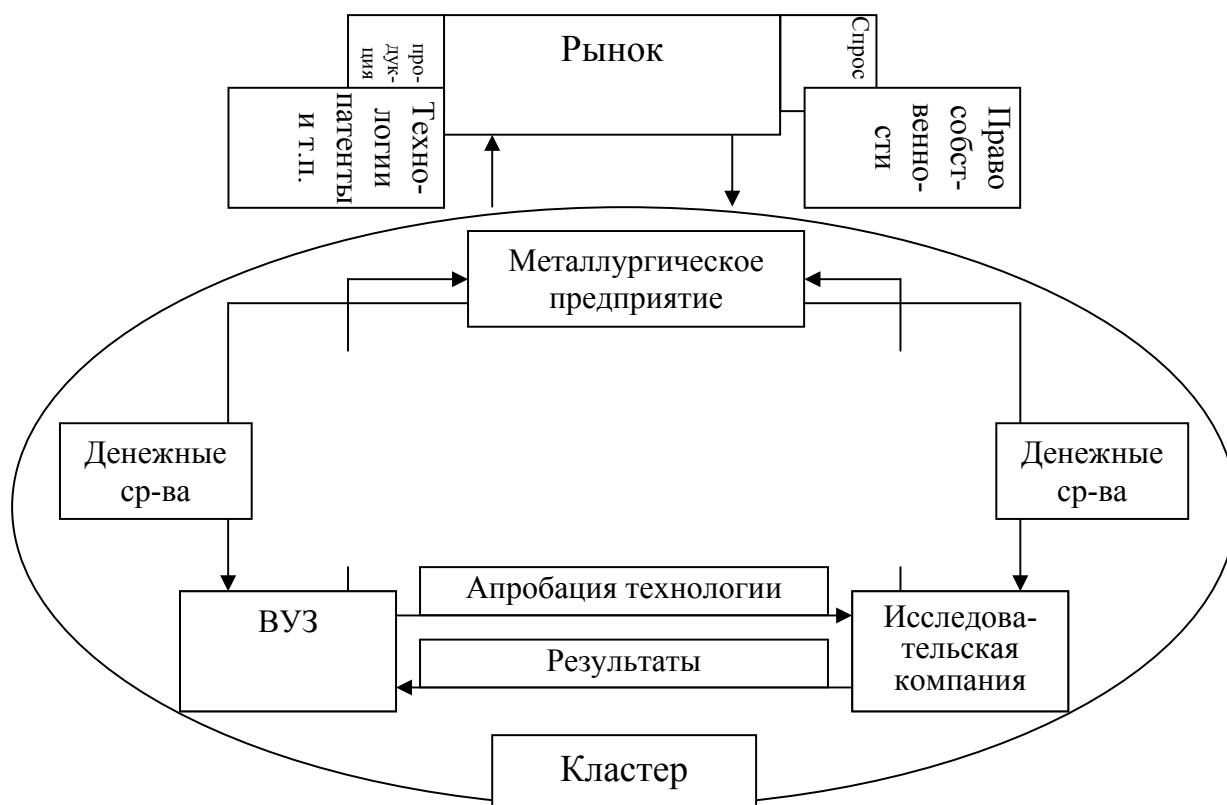 про-
дук-
ция
Рынок
Спрос
Техно-
логии
патенты
и т.п.
Право
собст-
венно-
сти
Металлургическое
предприятие
Денежные
ср-ва
Денежные
ср-ва
ВУЗ
Апробация технологии
Результаты
Исследова-
тельская
компания
Кластер